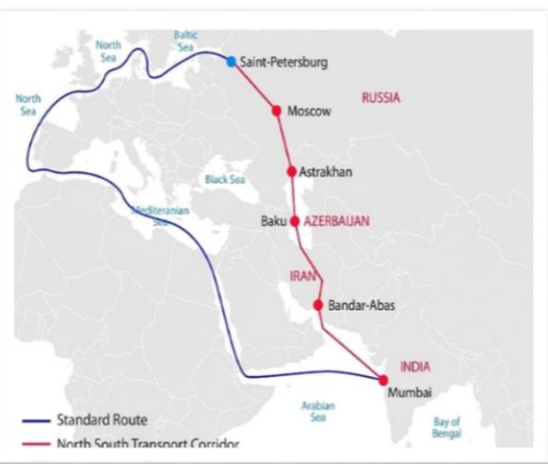 Baltic
Sea
North
Sea
Saint-Petersburg
North
Sea
RUSSIA
Moscow
Black Sea
Astrakhan
Mediteranian
Sea
Baku
AZERBAIJAN
IRAN
Bandar-Abas
INDIA
Mumbai
Arabian
Sea
Bay of
Bengal
Standard Route
North South Transport Corridor